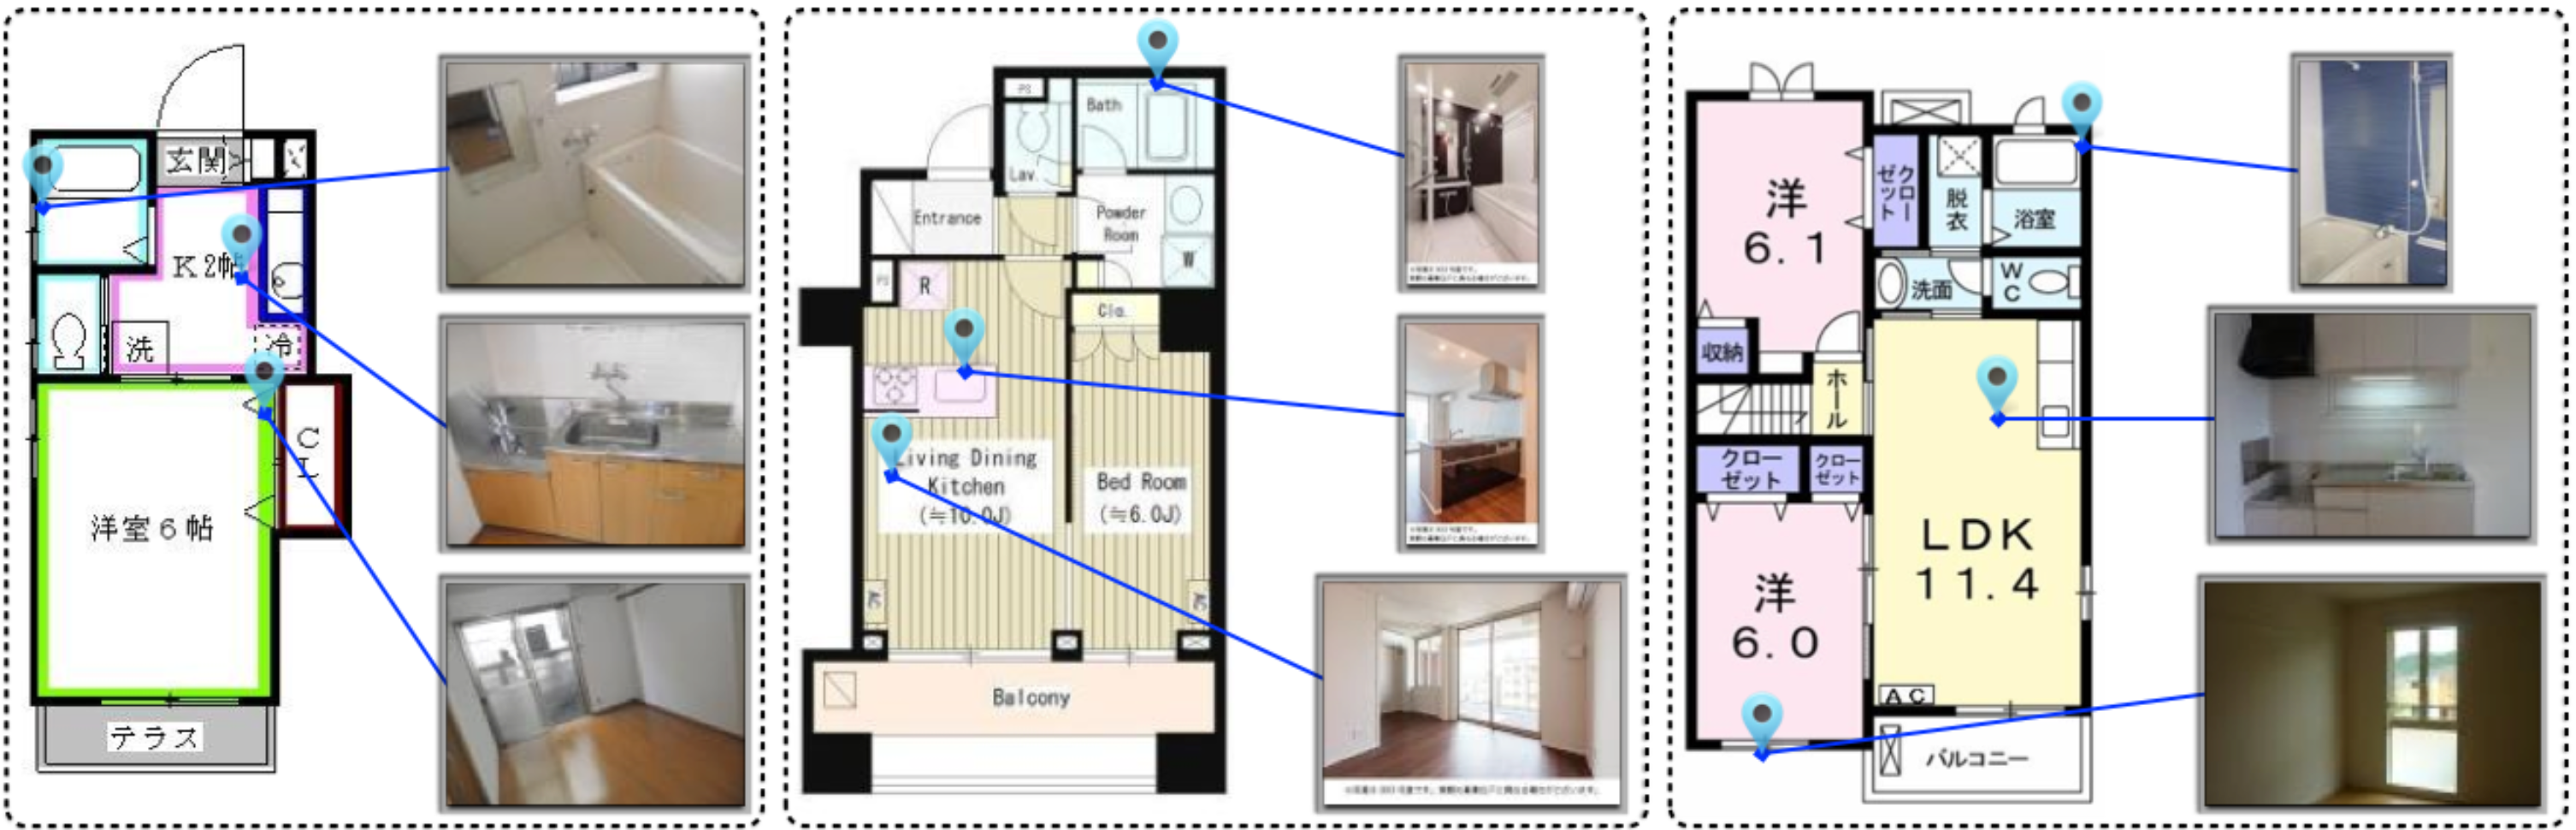 玄関
K2帖
洗
冷
CL
洋室6帖
テラス
PS
Bath
Lav.
Entrance
Powder
Room
W
PS
R
Clo.
Living Dining
Kitchen
(≒10.0J)
Bed Room
(≒6.0J)
AC
AC
Balcony
洋
6.1
クロー
ゼット
脱衣
浴室
洗面
WC
収納
ホール
クロー
ゼット
クロー
ゼット
LDK
11.4
洋
6.0
AC
バルコニー